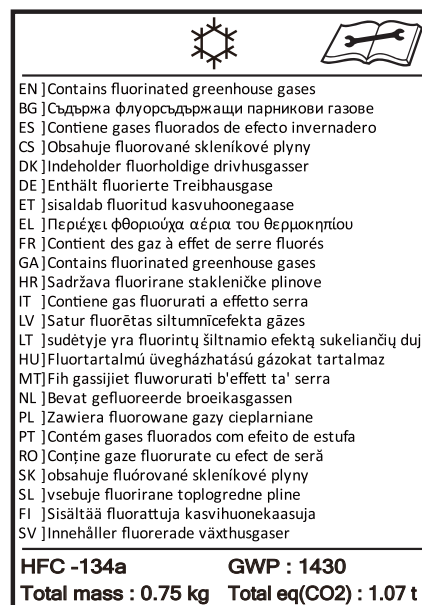 EN ]Contains fluorinated greenhouse gases
BG ]Съдържа флуорсъдържащи парникови газове
ES ]Contiene gases fluorados de efecto invernadero
CS ]Obsahuje fluorované skleníkové plyny
DK ]Indeholder fluorholdige drivhusgasser
DE ]Enthält fluorierte Treibhausgase
ET ]sisaldab fluoritud kasvuhoonegaase
EL ]Περιέχει φθοριούχα αέρια του θερμοκηπίου
FR ]Contient des gaz à effet de serre fluorés
GA ]Contains fluorinated greenhouse gases
HR ]Sadržava fluorirane stakleničke plinove
IT ]Contiene gas fluorurati a effetto serra
LV ]Satur fluorētas siltumnīcefekta gāzes
LT ]sudėtyje yra fluorintų šiltnamio efektą sukeliančių duj
HU]Fluortartalmú üvegházhatású gázokat tartalmaz
MT]Fih gassijiet fluworurati b'effett ta' serra
NL ]Bevat gefluoreerde broeikasgassen
PL ]Zawiera fluorowane gazy cieplarniane
PT ]Contém gases fluorados com efeito de estufa
RO ]Conține gaze fluorurate cu efect de seră
SK ]obsahuje fluórované skleníkové plyny
SL ]vsebuje fluorirane toplogredne pline
FI ]Sisältää fluorattuja kasvihuonekaasuja
SV ]Innehåller fluorerade växthusgaser
HFC -134a GWP : 1430
Total mass : 0.75 kg Total eq(CO2) : 1.07 t